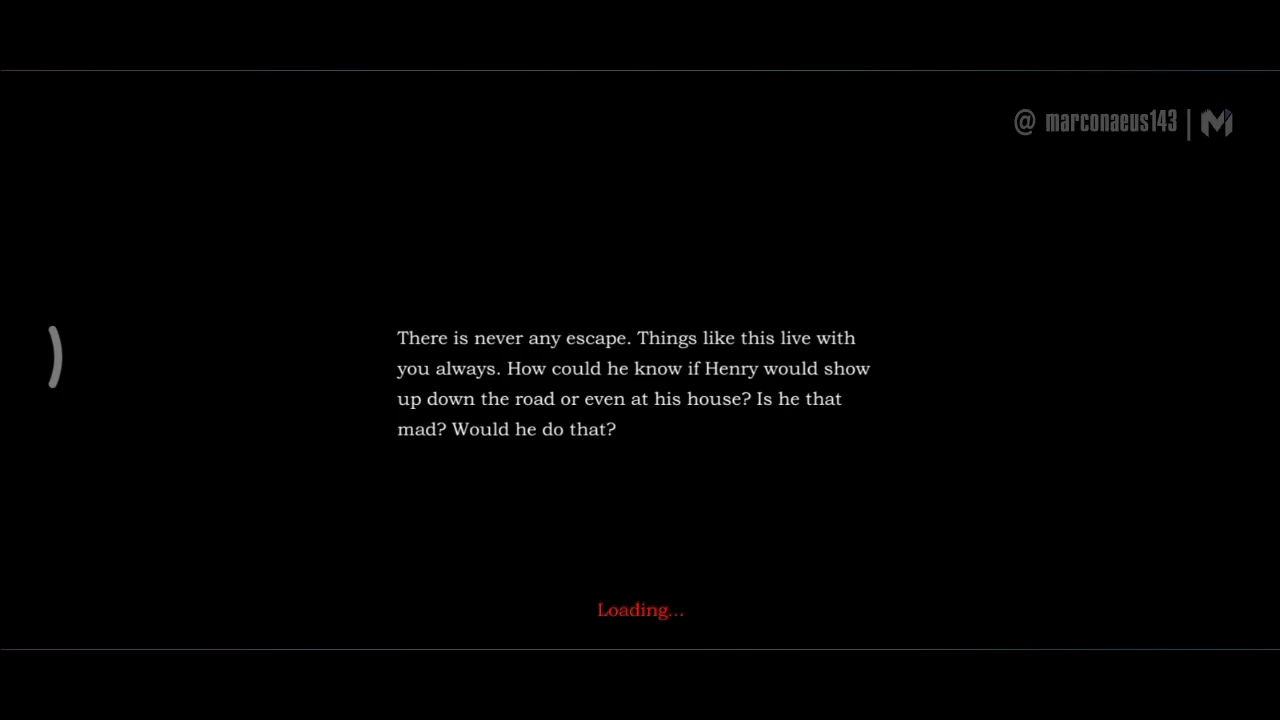 @ marconaeus143 |
There is never any escape. Things like this live with
you always. How could he know if Henry would show
up down the road or even at his house? Is he that
mad? Would he do that?
Loading...